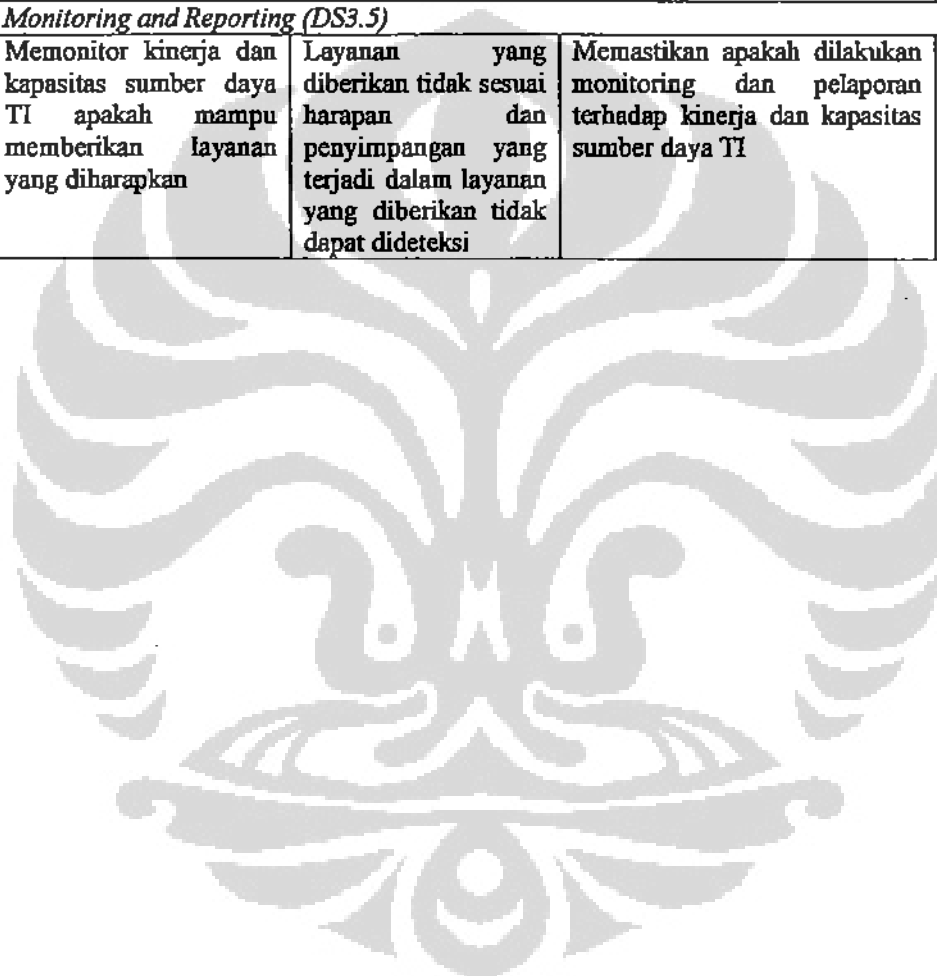 Monitoring and Reporting (DS3.5)
Memonitor kinerja dan
kapasitas sumber daya
TI apakah mampu
memberikan layanan
yang diharapkan
Layanan yang
diberikan tidak sesuai
harapan dan
penyimpangan yang
terjadi dalam layanan
yang diberikan tidak
dapat dideteksi
Memastikan apakah dilakukan
monitoring dan pelaporan
terhadap kinerja dan kapasitas
sumber daya TI